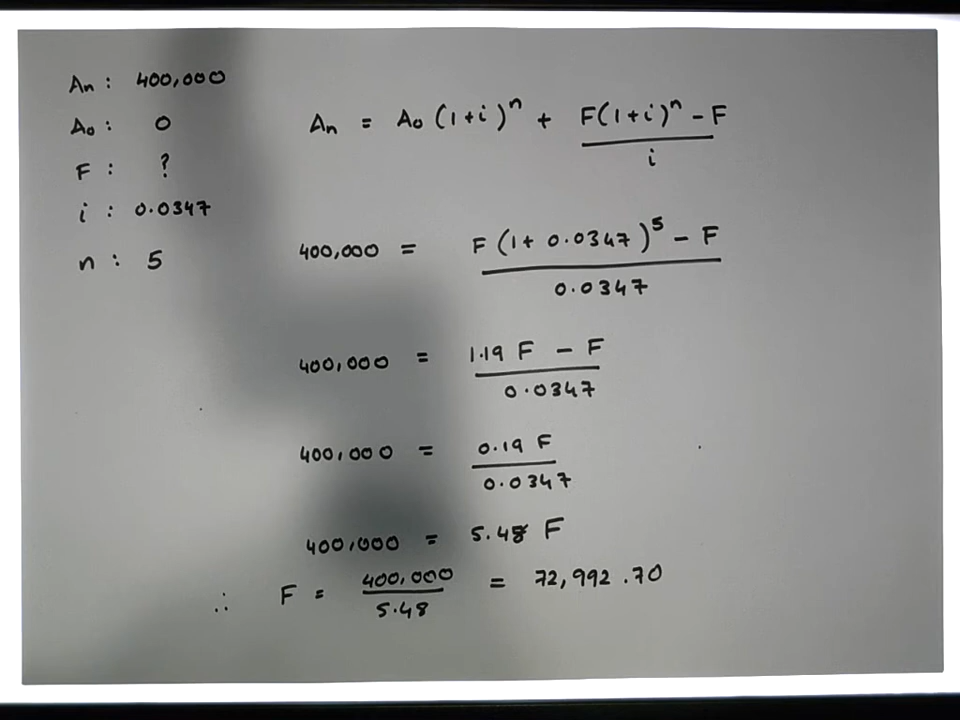 An : 400,000
A0 : 0
F : ?
i : 0.0347
n : 5
An = A0 (1+i)^n + (F(1+i)^n - F) / i
400,000 = (F (1 + 0.0347)^5 - F) / 0.0347
400,000 = (1.19 F - F) / 0.0347
400,000 = 0.19 F / 0.0347
400,000 = 5.48 F
∴ F = 400,000 / 5.48 = 72,992.70